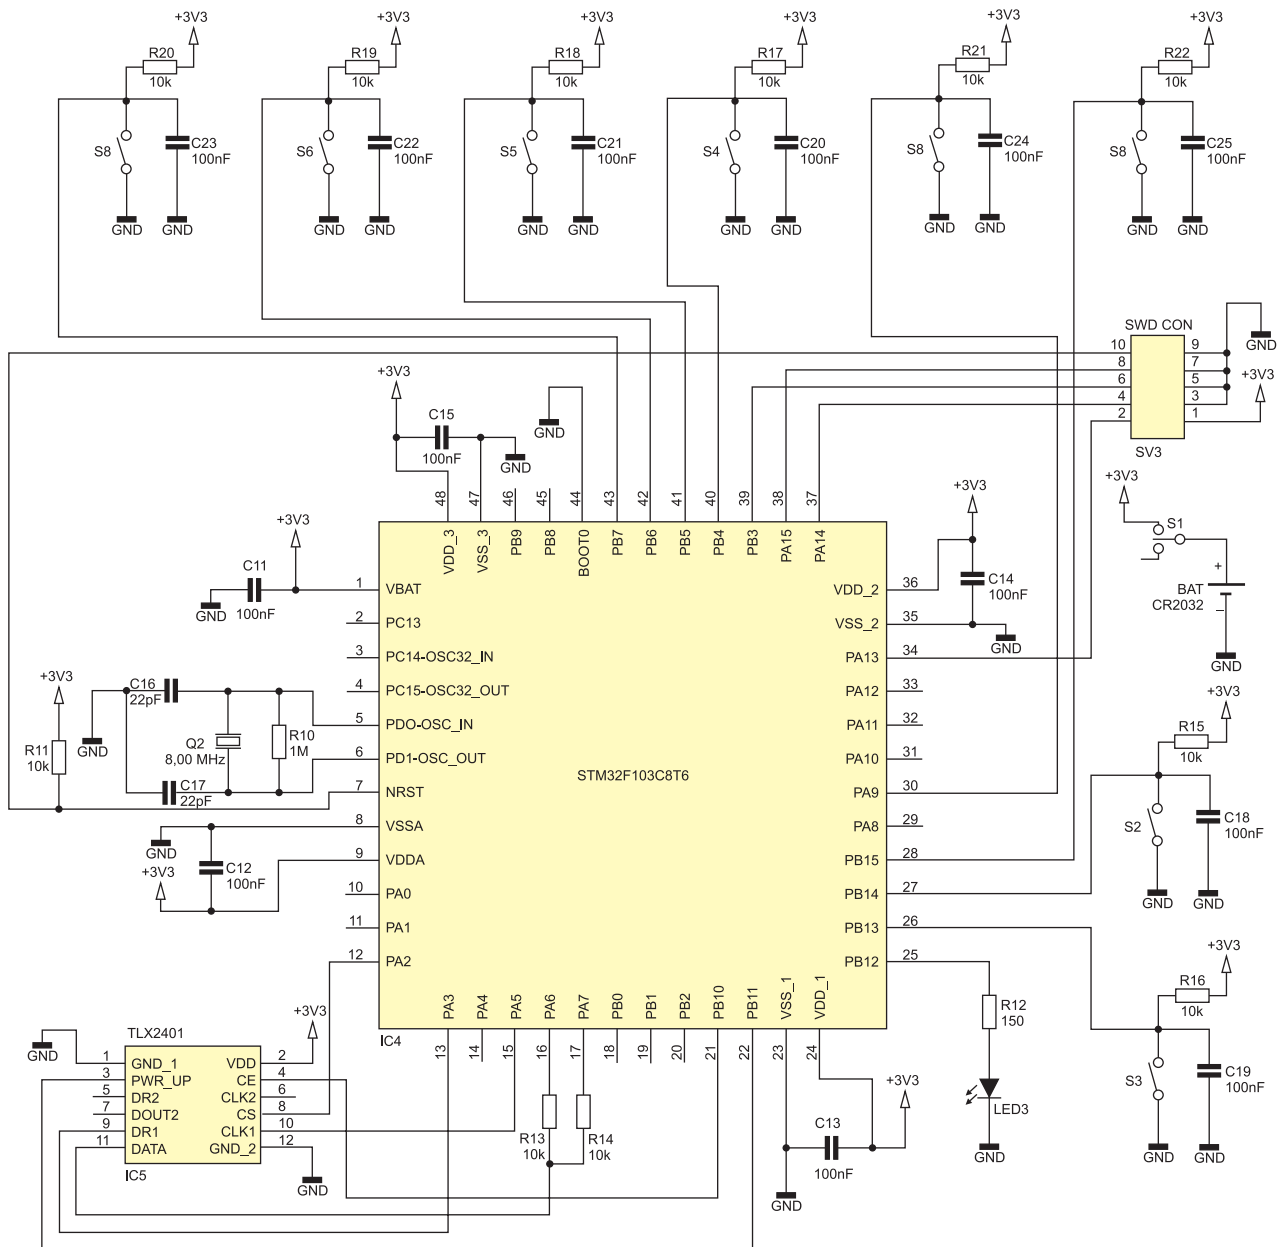 +3V3 +3V3 +3V3 +3V3 +3V3 +3V3
R20 R19 R18 R17 R21 R22
10k 10k 10k 10k 10k 10k
S8 C23 100nF
S6 C22 100nF
S5 C21 100nF
S4 C20 100nF
S8 C24 100nF
S8 C25 100nF
GND GND GND GND GND GND GND GND GND GND GND GND
SWD CON
10 9
8 7
6 5
4 3
2 1
SV3
GND
+3V3
+3V3
C15
100nF
GND
GND
48 47 46 45 44 43 42 41 40 39 38 37
VDD_3 VSS_3 PB9 PB8 BOOT0 PB7 PB6 PB5 PB4 PB3 PA15 PA14
+3V3
C11
100nF
GND
1 VBAT
2 PC13
3 PC14-OSC32_IN
4 PC15-OSC32_OUT
5 PDO-OSC_IN
6 PD1-OSC_OUT
7 NRST
8 VSSA
9 VDDA
10 PA0
11 PA1
12 PA2
STM32F103C8T6
VDD_2 36
VSS_2 35
PA13 34
PA12 33
PA11 32
PA10 31
PA9 30
PA8 29
PB15 28
PB14 27
PB13 26
PB12 25
+3V3
C14
100nF
GND
+3V3
S1
+
BAT
CR2032
–
GND
+3V3
R11
10k
GND
C16
22pF
Q2
8,00 MHz
R10
1M
C17
22pF
GND
C12
100nF
+3V3
+3V3
R15
10k
S2
C18
100nF
GND GND
+3V3
R16
10k
S3
C19
100nF
GND GND
PA3 PA4 PA5 PA6 PA7 PB0 PB1 PB2 PB10 PB11 VSS_1 VDD_1
IC4
13 14 15 16 17 18 19 20 21 22 23 24
R12
150
LED3
GND
+3V3
C13
100nF
GND
R13
10k
R14
10k
TLX2401
GND
+3V3
1 GND_1 VDD 2
3 PWR_UP CE 4
5 DR2 CLK2 6
7 DOUT2 CS 8
9 DR1 CLK1 10
11 DATA GND_2 12
IC5
GND